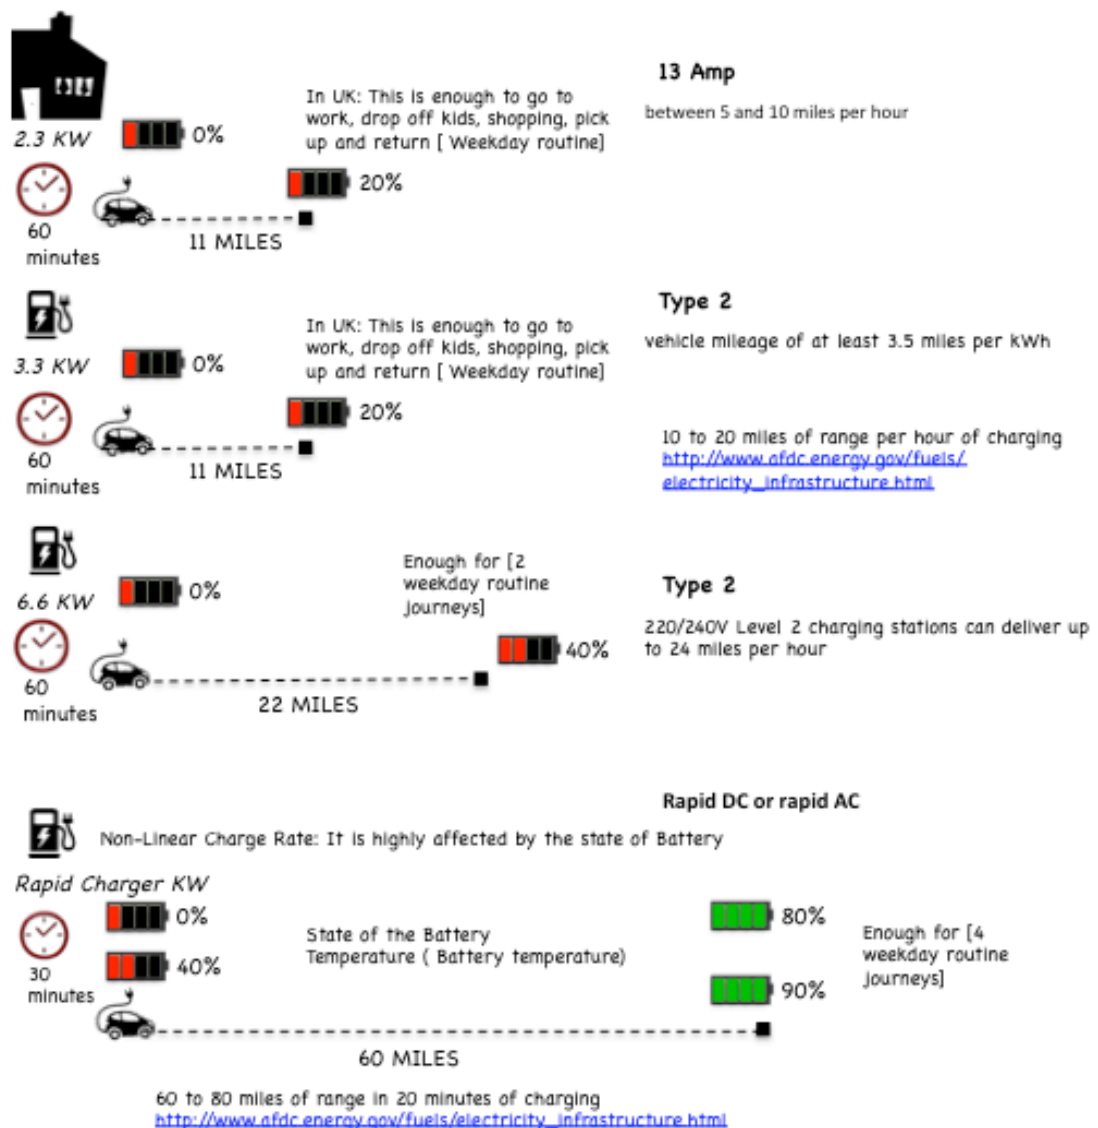 13 Amp
In UK: This is enough to go to
work, drop off kids, shopping, pick
up and return [ Weekday routine]
between 5 and 10 miles per hour
2.3 KW
0%
20%
60
minutes
11 MILES
Type 2
In UK: This is enough to go to
work, drop off kids, shopping, pick
up and return [ Weekday routine]
vehicle mileage of at least 3.5 miles per kWh
3.3 KW
0%
20%
60
minutes
11 MILES
10 to 20 miles of range per hour of charging
http://www.afdc.energy.gov/fuels/
electricity_infrastructure.html
Enough for [2
weekday routine
journeys]
Type 2
6.6 KW
0%
220/240V Level 2 charging stations can deliver up
to 24 miles per hour
40%
60
minutes
22 MILES
Rapid DC or rapid AC
Non-Linear Charge Rate: It is highly affected by the state of Battery
Rapid Charger KW
0%
40%
30
minutes
State of the Battery
Temperature ( Battery temperature)
80%
90%
Enough for [4
weekday routine
journeys]
60 MILES
60 to 80 miles of range in 20 minutes of charging
http://www.afdc.energy.gov/fuels/electricity_infrastructure.html